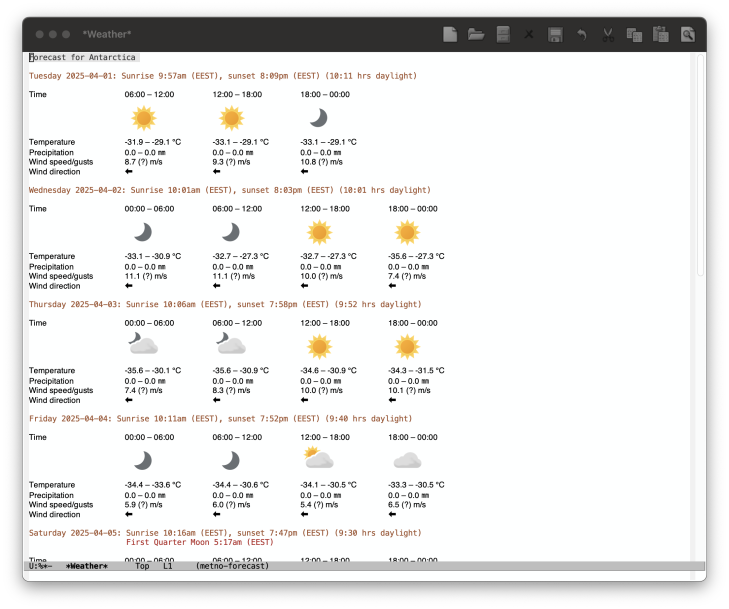 *Weather*
Forecast for Antarctica
Tuesday 2025-04-01: Sunrise 9:57am (EEST), sunset 8:09pm (EEST) (10:11 hrs daylight)
Time 06:00 – 12:00 12:00 – 18:00 18:00 – 00:00
Temperature -31.9 – -29.1 °C -33.1 – -29.1 °C -33.1 – -29.1 °C
Precipitation 0.0 – 0.0 ㎜ 0.0 – 0.0 ㎜ 0.0 – 0.0 ㎜
Wind speed/gusts 8.7 (?) m/s 9.3 (?) m/s 10.8 (?) m/s
Wind direction ⬅ ⬅ ⬅
Wednesday 2025-04-02: Sunrise 10:01am (EEST), sunset 8:03pm (EEST) (10:01 hrs daylight)
Time 00:00 – 06:00 06:00 – 12:00 12:00 – 18:00 18:00 – 00:00
Temperature -33.1 – -30.9 °C -32.7 – -27.3 °C -32.7 – -27.3 °C -35.6 – -27.3 °C
Precipitation 0.0 – 0.0 ㎜ 0.0 – 0.0 ㎜ 0.0 – 0.0 ㎜ 0.0 – 0.0 ㎜
Wind speed/gusts 11.1 (?) m/s 11.1 (?) m/s 10.0 (?) m/s 7.4 (?) m/s
Wind direction ⬅ ⬅ ⬅ ⬅
Thursday 2025-04-03: Sunrise 10:06am (EEST), sunset 7:58pm (EEST) (9:52 hrs daylight)
Time 00:00 – 06:00 06:00 – 12:00 12:00 – 18:00 18:00 – 00:00
Temperature -35.6 – -30.1 °C -35.6 – -30.9 °C -34.6 – -30.9 °C -34.3 – -31.5 °C
Precipitation 0.0 – 0.0 ㎜ 0.0 – 0.0 ㎜ 0.0 – 0.0 ㎜ 0.0 – 0.0 ㎜
Wind speed/gusts 7.4 (?) m/s 8.3 (?) m/s 10.0 (?) m/s 10.1 (?) m/s
Wind direction ⬅ ⬅ ⬅ ⬅
Friday 2025-04-04: Sunrise 10:11am (EEST), sunset 7:52pm (EEST) (9:40 hrs daylight)
Time 00:00 – 06:00 06:00 – 12:00 12:00 – 18:00 18:00 – 00:00
Temperature -34.4 – -33.6 °C -34.4 – -30.6 °C -34.1 – -30.5 °C -33.3 – -30.5 °C
Precipitation 0.0 – 0.0 ㎜ 0.0 – 0.0 ㎜ 0.0 – 0.0 ㎜ 0.0 – 0.0 ㎜
Wind speed/gusts 5.9 (?) m/s 6.0 (?) m/s 5.4 (?) m/s 6.5 (?) m/s
Wind direction ⬅ ⬅ ⬅ ⬅
Saturday 2025-04-05: Sunrise 10:16am (EEST), sunset 7:47pm (EEST) (9:30 hrs daylight)
First Quarter Moon 5:17am (EEST)
Time 00:00 – 06:00 06:00 – 12:00 12:00 – 18:00 18:00 – 00:00
U:%*- *Weather* Top L1 (metno-forecast)